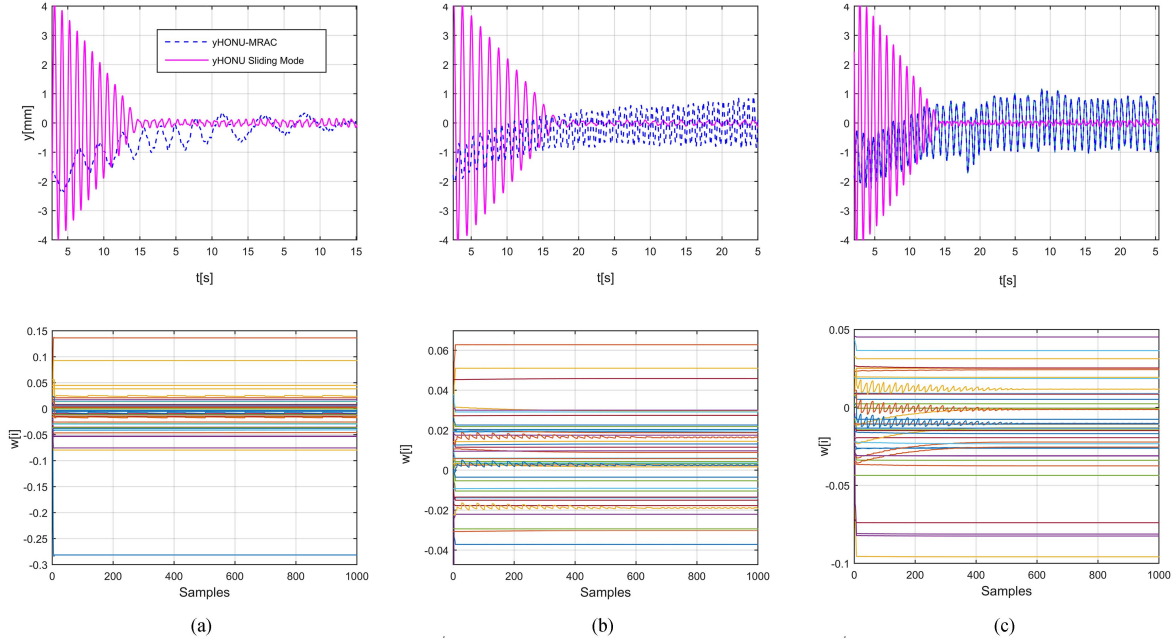 4 3 2 1 0 -1 -2 -3 -4
y[mm]
yHONU-MRAC
yHONU Sliding Mode
5 10 15 5 10 15 5 10 15
t[s]
4 3 2 1 0 -1 -2 -3 -4
5 10 15 20 5 10 15 20 5
t[s]
4 3 2 1 0 -1 -2 -3 -4
5 10 15 20 5 10 15 20 5
t[s]
0.15 0.1 0.05 0 -0.05 -0.1 -0.15 -0.2 -0.25 -0.3
w[i]
0 200 400 600 800 1000
Samples
0.06 0.04 0.02 0 -0.02 -0.04
w[i]
0 200 400 600 800 1000
Samples
0.05 0 -0.05 -0.1
w[i]
0 200 400 600 800 1000
Samples
(a) (b) (c)